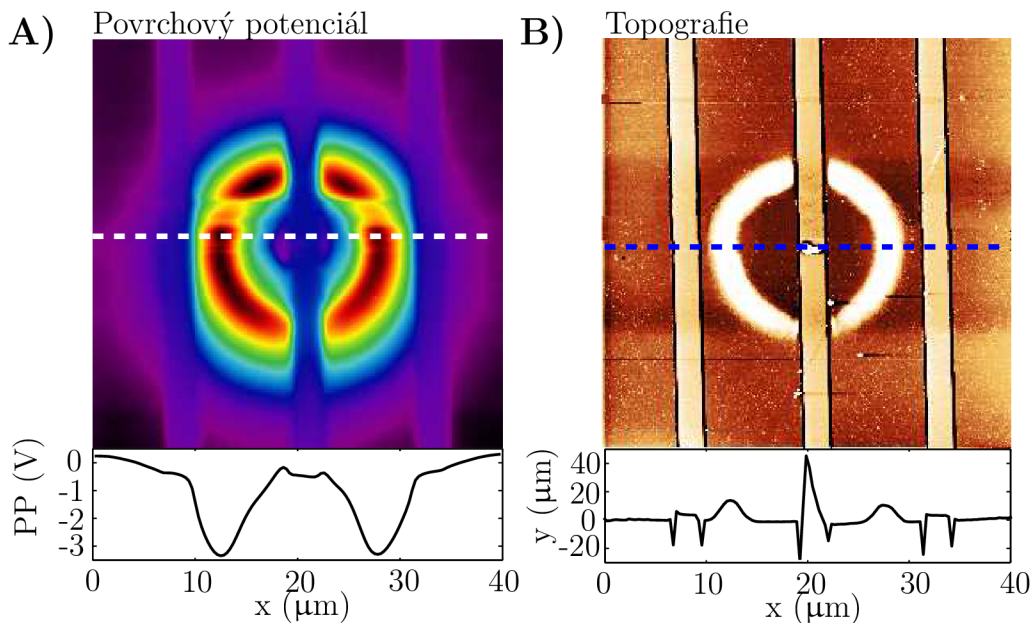 A) Povrchový potenciál
B) Topografie
PP (V)
0
-1
-2
-3
0 10 20 30 40
x (μm)
y (μm)
40
20
0
-20
0 10 20 30 40
x (μm)